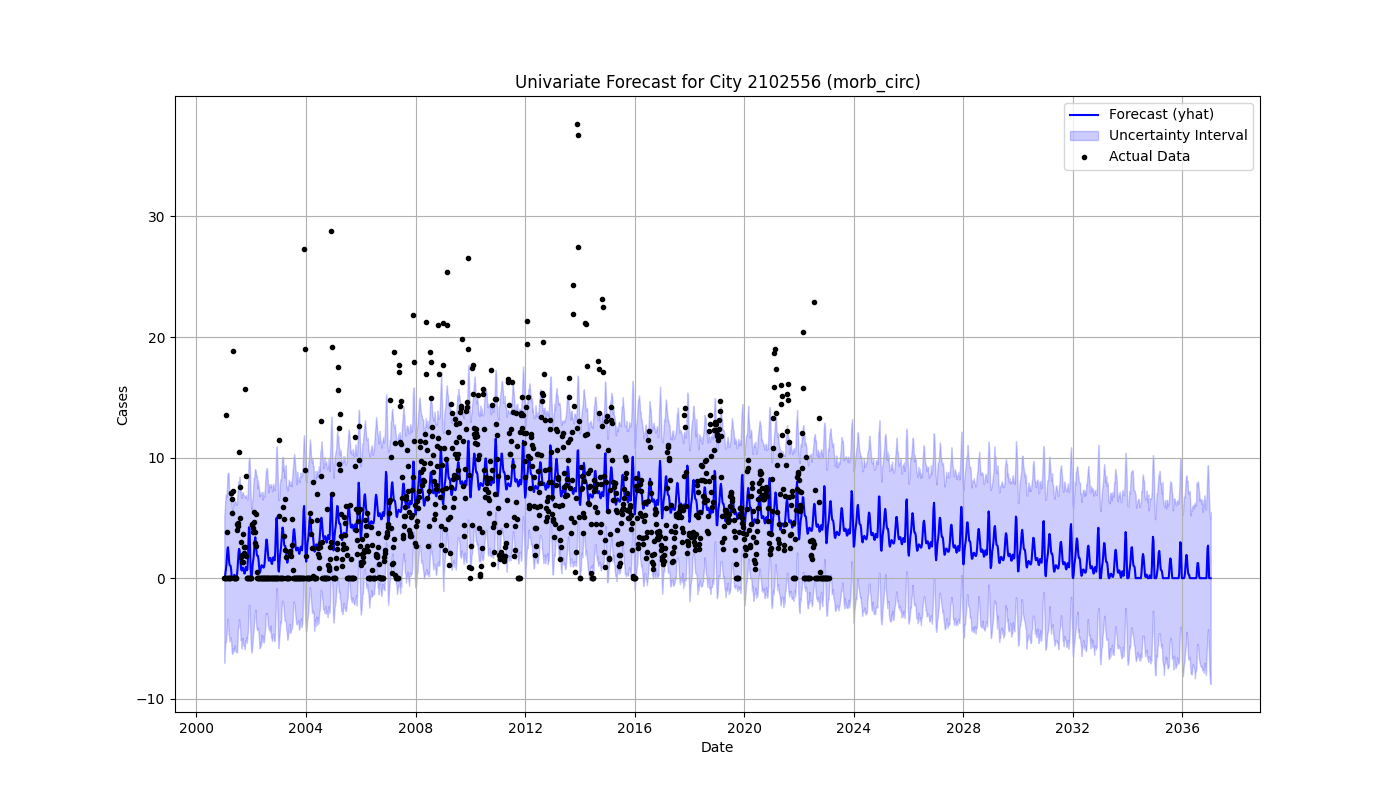 Univariate Forecast for City 2102556 (morb_circ)
Forecast (yhat)
Uncertainty Interval
Actual Data
Cases
30
20
10
0
−10
2000 2004 2008 2012 2016 2020 2024 2028 2032 2036
Date